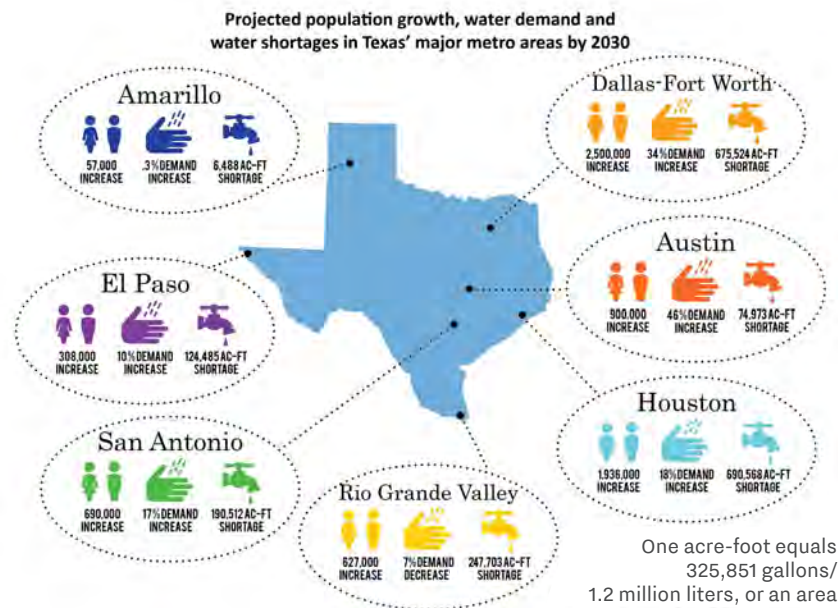 Projected population growth, water demand and
water shortages in Texas' major metro areas by 2030
Amarillo
57,000
INCREASE
.3% DEMAND
INCREASE
6,488 AC-FT
SHORTAGE
Dallas-Fort Worth
2,500,000
INCREASE
34% DEMAND
INCREASE
675,524 AC-FT
SHORTAGE
El Paso
308,000
INCREASE
10% DEMAND
INCREASE
124,485 AC-FT
SHORTAGE
Austin
900,000
INCREASE
46% DEMAND
INCREASE
74,973 AC-FT
SHORTAGE
San Antonio
690,000
INCREASE
17% DEMAND
INCREASE
190,512 AC-FT
SHORTAGE
Rio Grande Valley
627,000
INCREASE
7% DEMAND
DECREASE
247,703 AC-FT
SHORTAGE
Houston
1,936,000
INCREASE
18% DEMAND
INCREASE
690,568 AC-FT
SHORTAGE
One acre-foot equals
325,851 gallons/
1.2 million liters, or an area